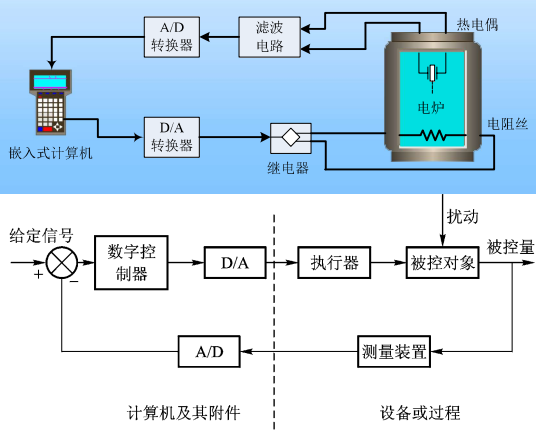 A/D
转换器
滤波
电路
热电偶
电炉
嵌入式计算机
D/A
转换器
继电器
电阻丝
给定信号
扰动
被控量
+
−
数字控
制器
D/A
执行器
被控对象
A/D
测量装置
计算机及其附件
设备或过程